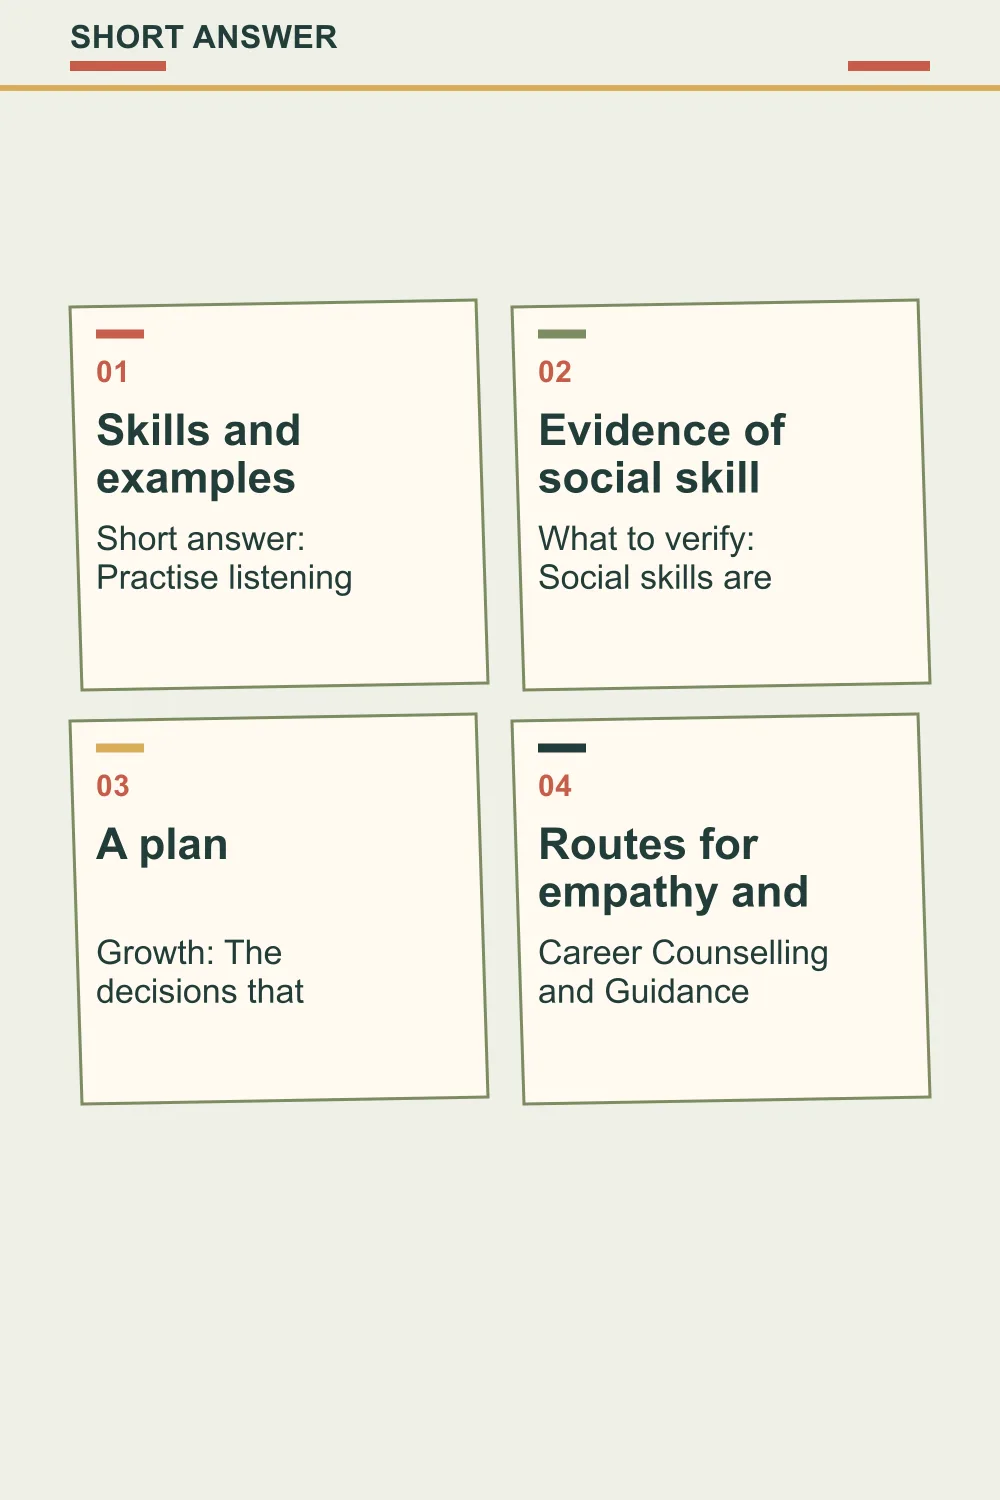 SHORT ANSWER
01
Skills and
examples
Short answer:
Practise listening
02
Evidence of
social skill
What to verify:
Social skills are
03
A plan
Growth: The
decisions that
04
Routes for
empathy and
Career Counselling
and Guidance